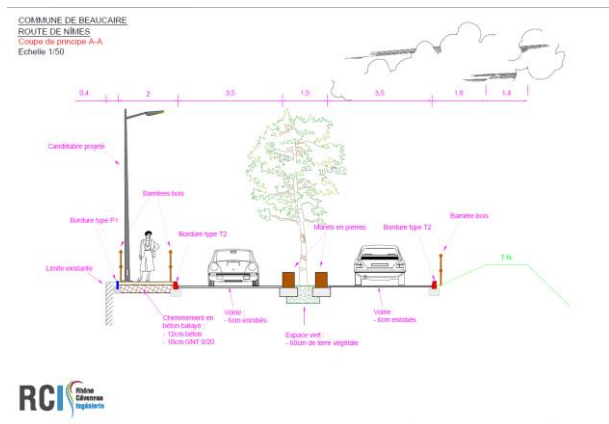 COMMUNE DE BEAUCAIRE
ROUTE DE NÎMES
Coupe de principe A-A
Echelle 1/50
0,4 2 3,5 1,5 3,5 1,8 1,4
Candélabre projeté
Barrières bois
Bordure type P1
Bordure type T2
Murets en pierres
Bordure type T2
Barrière bois
Limite existante
T.N.
Cheminement en
béton balayé :
- 12cm béton
- 10cm GNT 0/20
Voirie :
- 6cm enrobés
Espace vert :
- 60cm de terre végétale
Voirie :
- 6cm enrobés
RCI
Rhône
Cévennes
Ingénierie